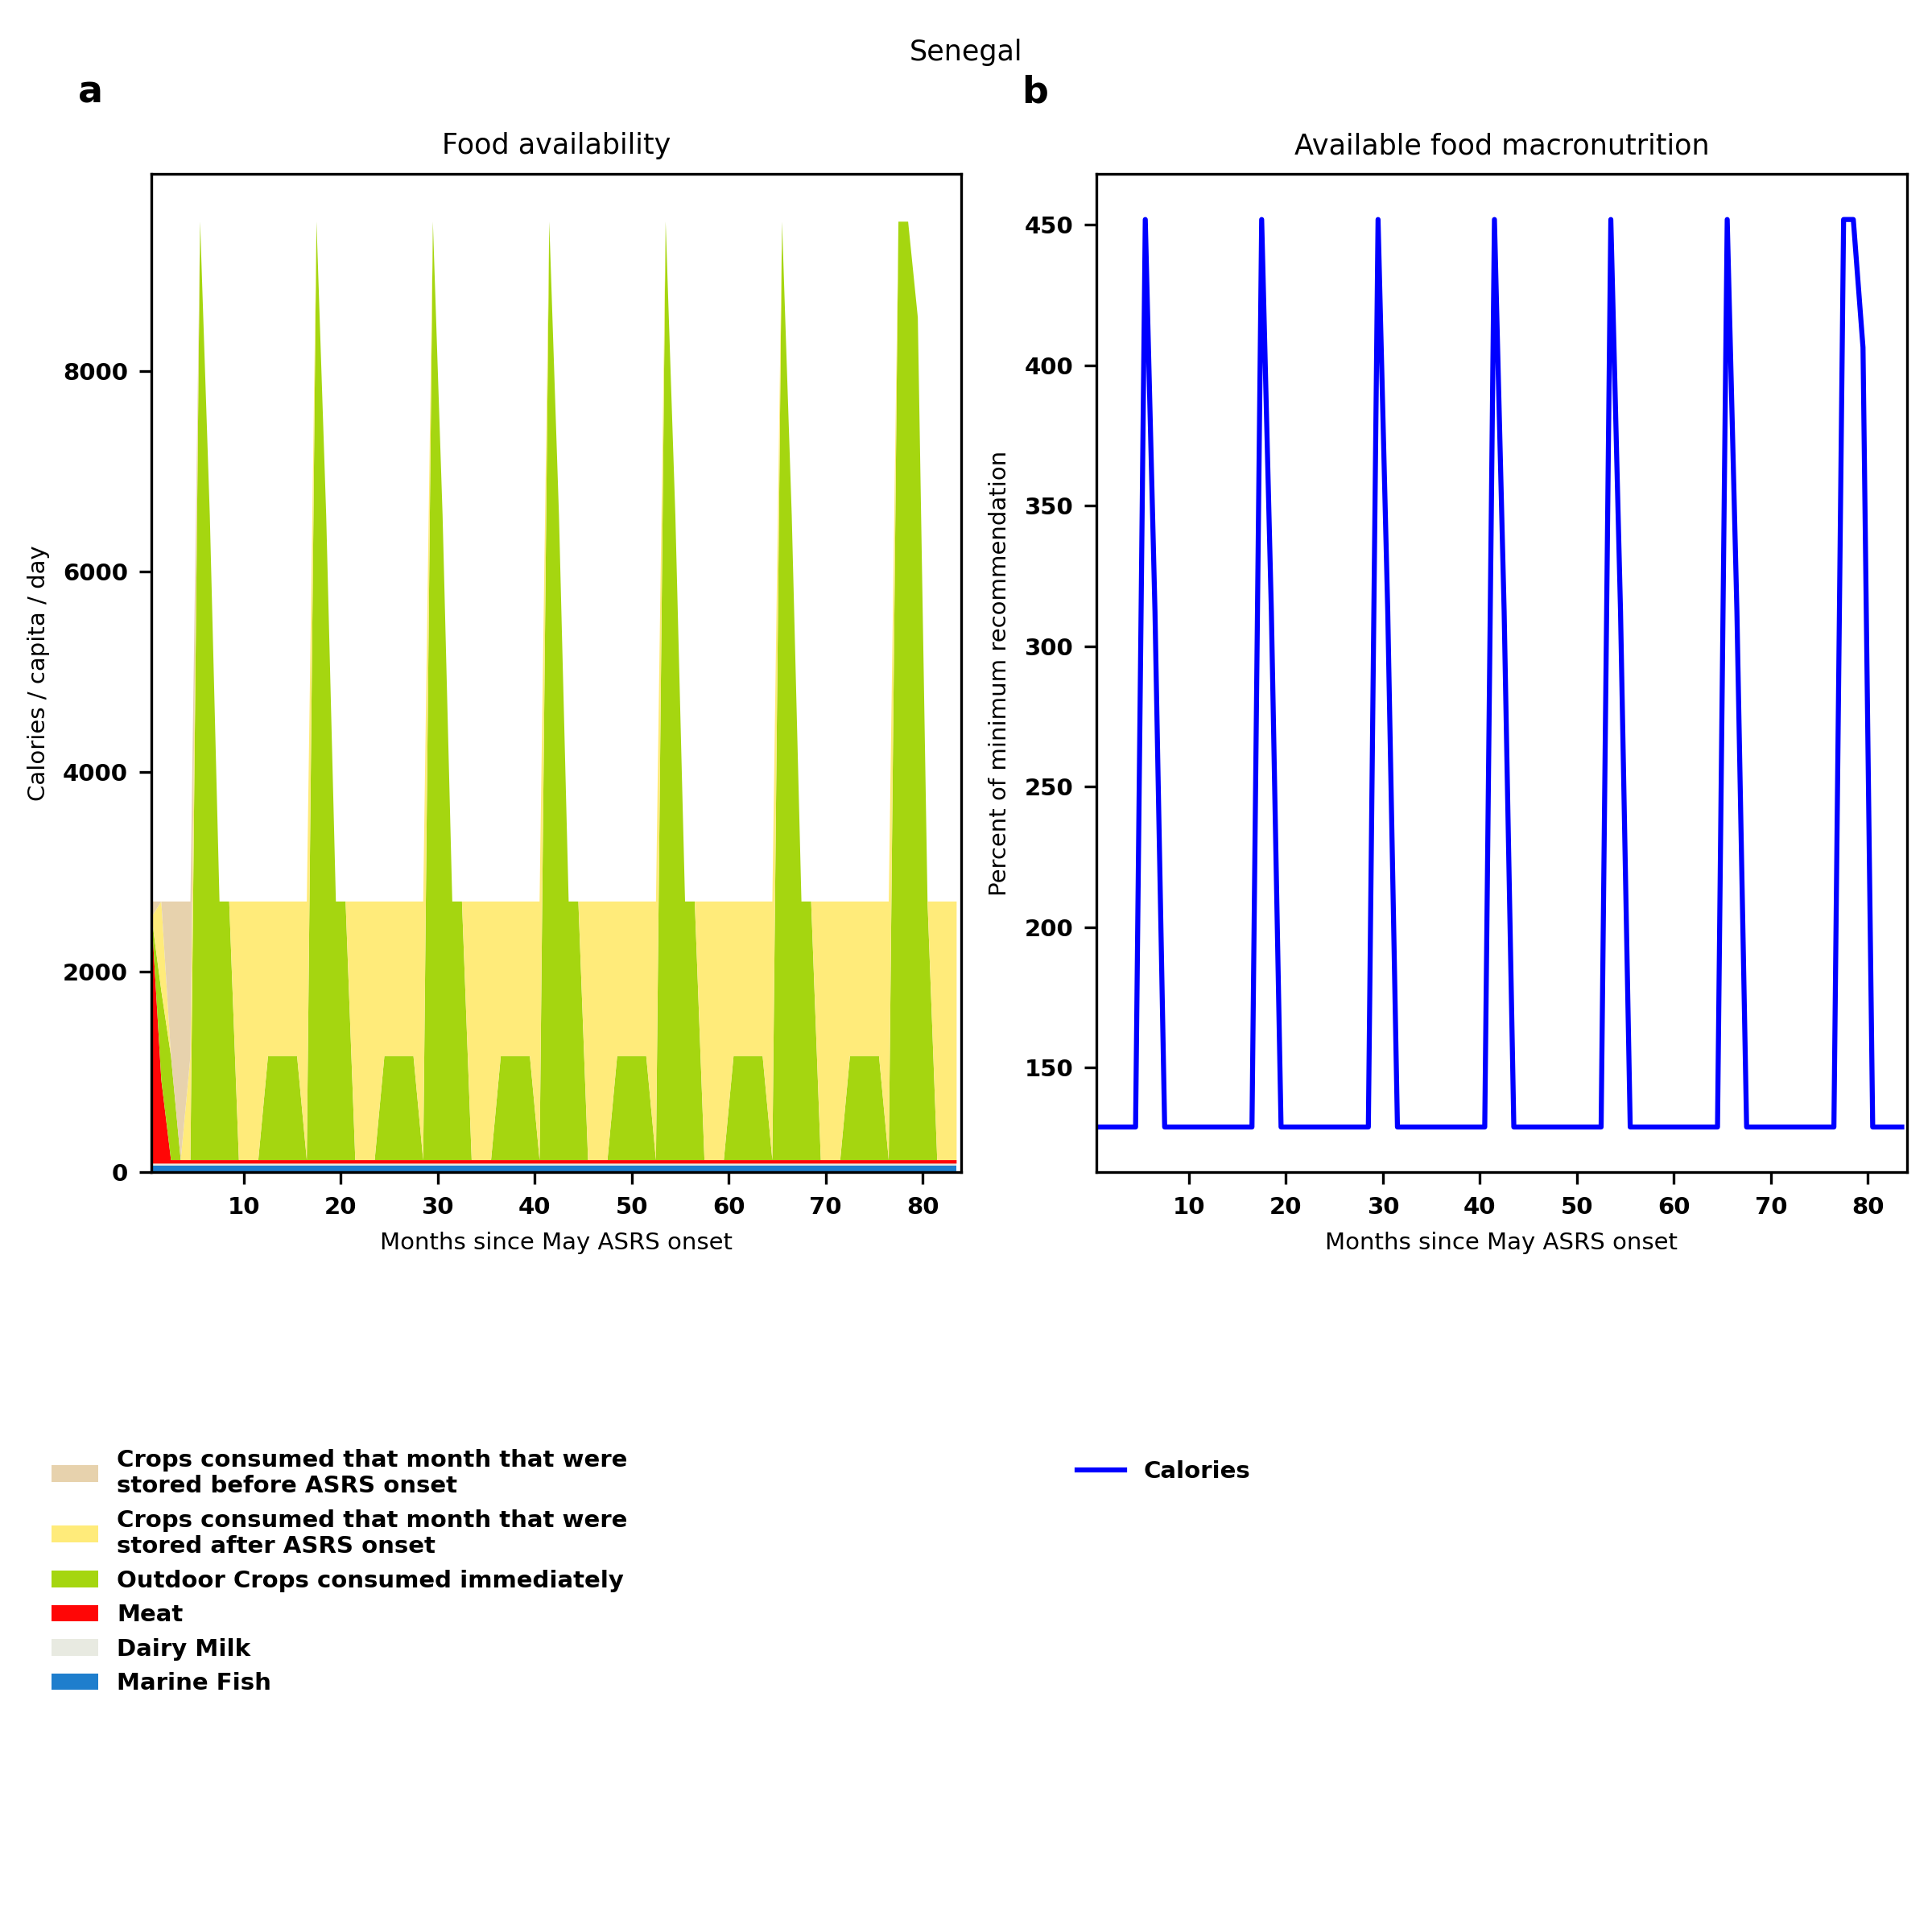 Senegal
a
Food availability
Calories / capita / day
8000
6000
4000
2000
0
10 20 30 40 50 60 70 80
Months since May ASRS onset
b
Available food macronutrition
Percent of minimum recommendation
450
400
350
300
250
200
150
10 20 30 40 50 60 70 80
Months since May ASRS onset
Crops consumed that month that were
stored before ASRS onset
Crops consumed that month that were
stored after ASRS onset
Outdoor Crops consumed immediately
Meat
Dairy Milk
Marine Fish
Calories